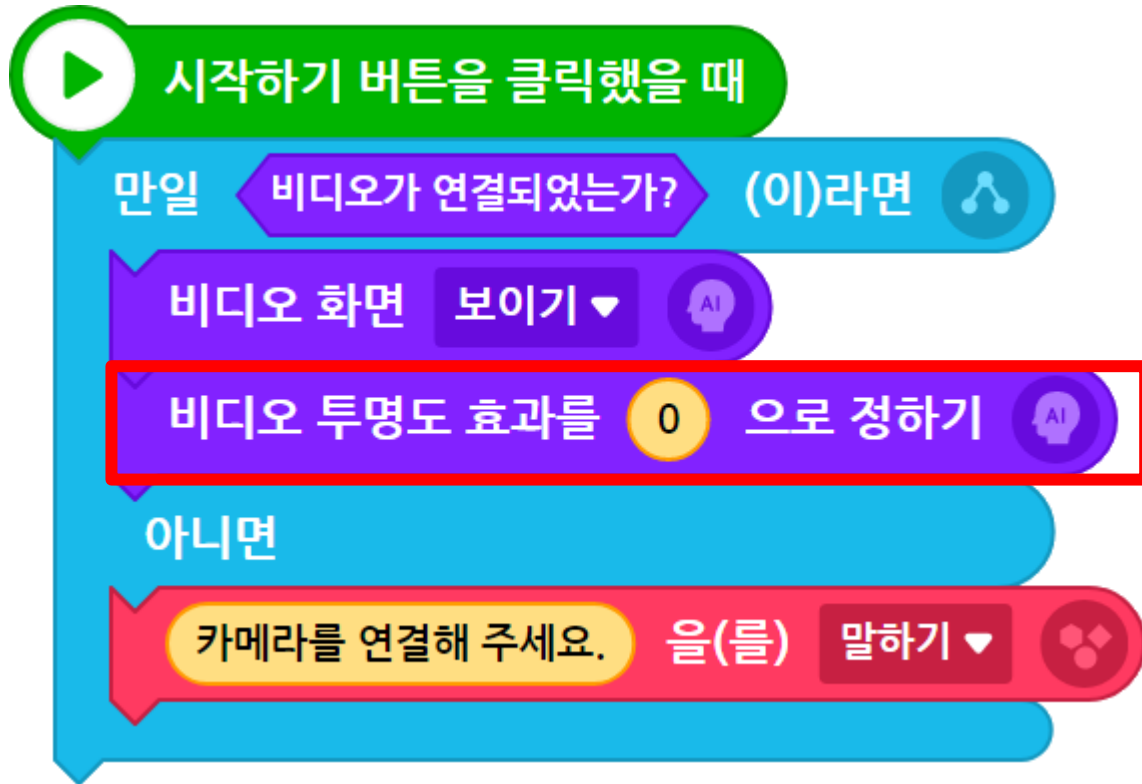 시작하기 버튼을 클릭했을 때
만일 비디오가 연결되었는가? (이)라면
비디오 화면 보이기
AI
비디오 투명도 효과를 0 으로 정하기
AI
아니면
카메라를 연결해 주세요. 을(를) 말하기